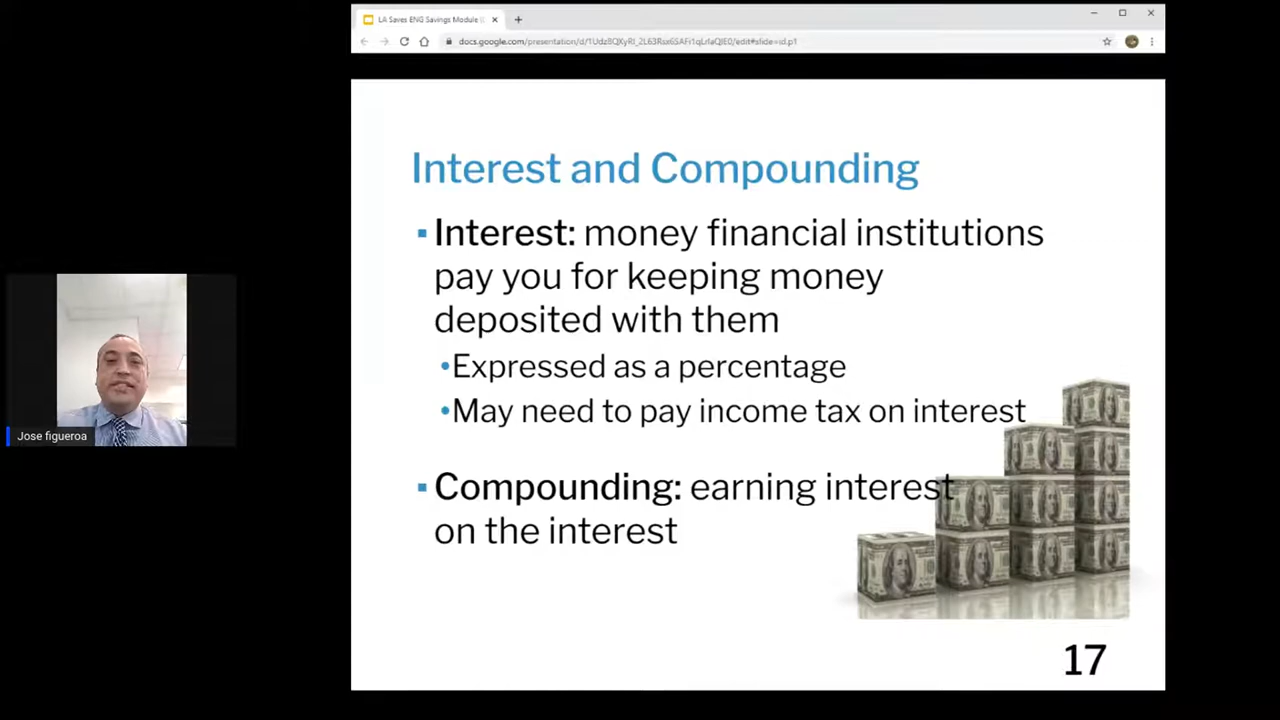 LA Saves ENG Savings Module (
Interest and Compounding
▪ Interest: money financial institutions
pay you for keeping money
deposited with them
•Expressed as a percentage
•May need to pay income tax on interest
▪ Compounding: earning interest
on the interest
17
Jose figueroa